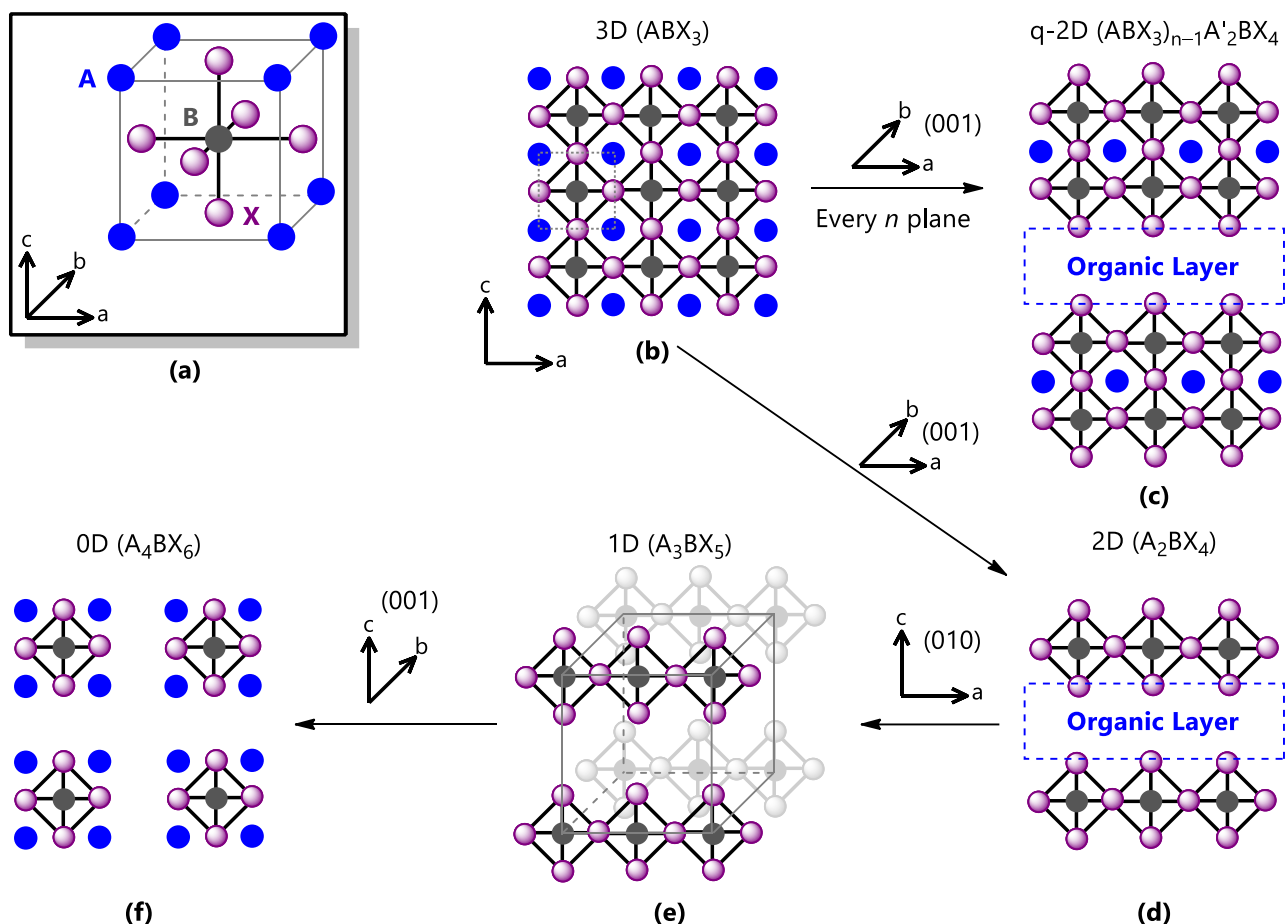 A
B
X
c
b
a
(a)
3D (ABX₃)
c
a
(b)
b
(001)
a
Every n plane
q-2D (ABX₃)ₙ₋₁A'₂BX₄
Organic Layer
(c)
b
(001)
a
2D (A₂BX₄)
Organic Layer
(d)
c
(010)
a
1D (A₃BX₅)
(e)
(001)
c
b
0D (A₄BX₆)
(f)